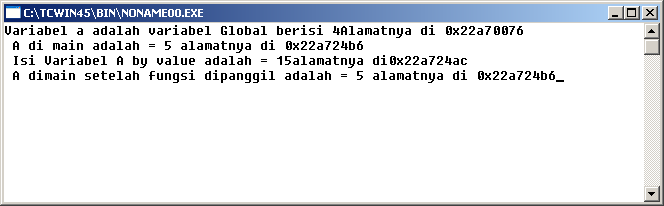 C:\TCWIN45\BIN\NONAME00.EXE
Variabel a adalah variabel Global berisi 4Alamatnya di 0x22a70076
A di main adalah = 5 alamatnya di 0x22a724b6
Isi Variabel A by value adalah = 15alamatnya di0x22a724ac
A dimain setelah fungsi dipanggil adalah = 5 alamatnya di 0x22a724b6_